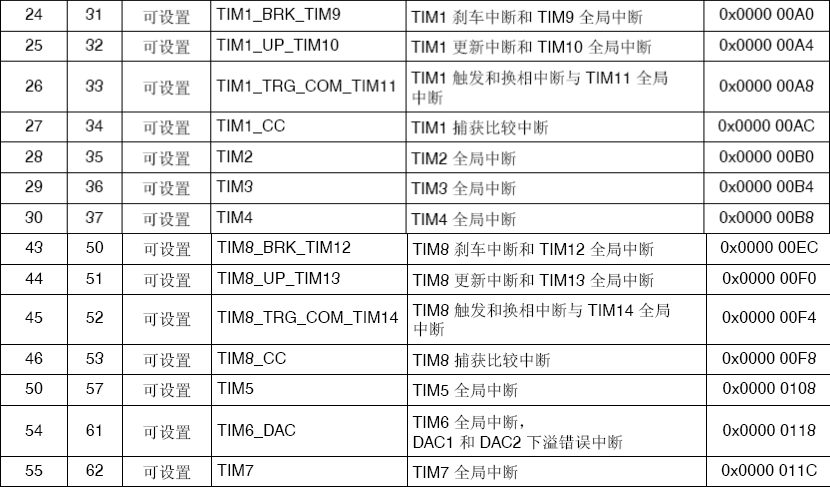 24 31 可设置 TIM1_BRK_TIM9 TIM1 刹车中断和 TIM9 全局中断 0x0000 00A0
25 32 可设置 TIM1_UP_TIM10 TIM1 更新中断和 TIM10 全局中断 0x0000 00A4
26 33 可设置 TIM1_TRG_COM_TIM11 TIM1 触发和换相中断与 TIM11 全局
中断 0x0000 00A8
27 34 可设置 TIM1_CC TIM1 捕获比较中断 0x0000 00AC
28 35 可设置 TIM2 TIM2 全局中断 0x0000 00B0
29 36 可设置 TIM3 TIM3 全局中断 0x0000 00B4
30 37 可设置 TIM4 TIM4 全局中断 0x0000 00B8
43 50 可设置 TIM8_BRK_TIM12 TIM8 刹车中断和 TIM12 全局中断 0x0000 00EC
44 51 可设置 TIM8_UP_TIM13 TIM8 更新中断和 TIM13 全局中断 0x0000 00F0
45 52 可设置 TIM8_TRG_COM_TIM14 TIM8 触发和换相中断与 TIM14 全局
中断 0x0000 00F4
46 53 可设置 TIM8_CC TIM8 捕获比较中断 0x0000 00F8
50 57 可设置 TIM5 TIM5 全局中断 0x0000 0108
54 61 可设置 TIM6_DAC TIM6 全局中断，
DAC1 和 DAC2 下溢错误中断 0x0000 0118
55 62 可设置 TIM7 TIM7 全局中断 0x0000 011C